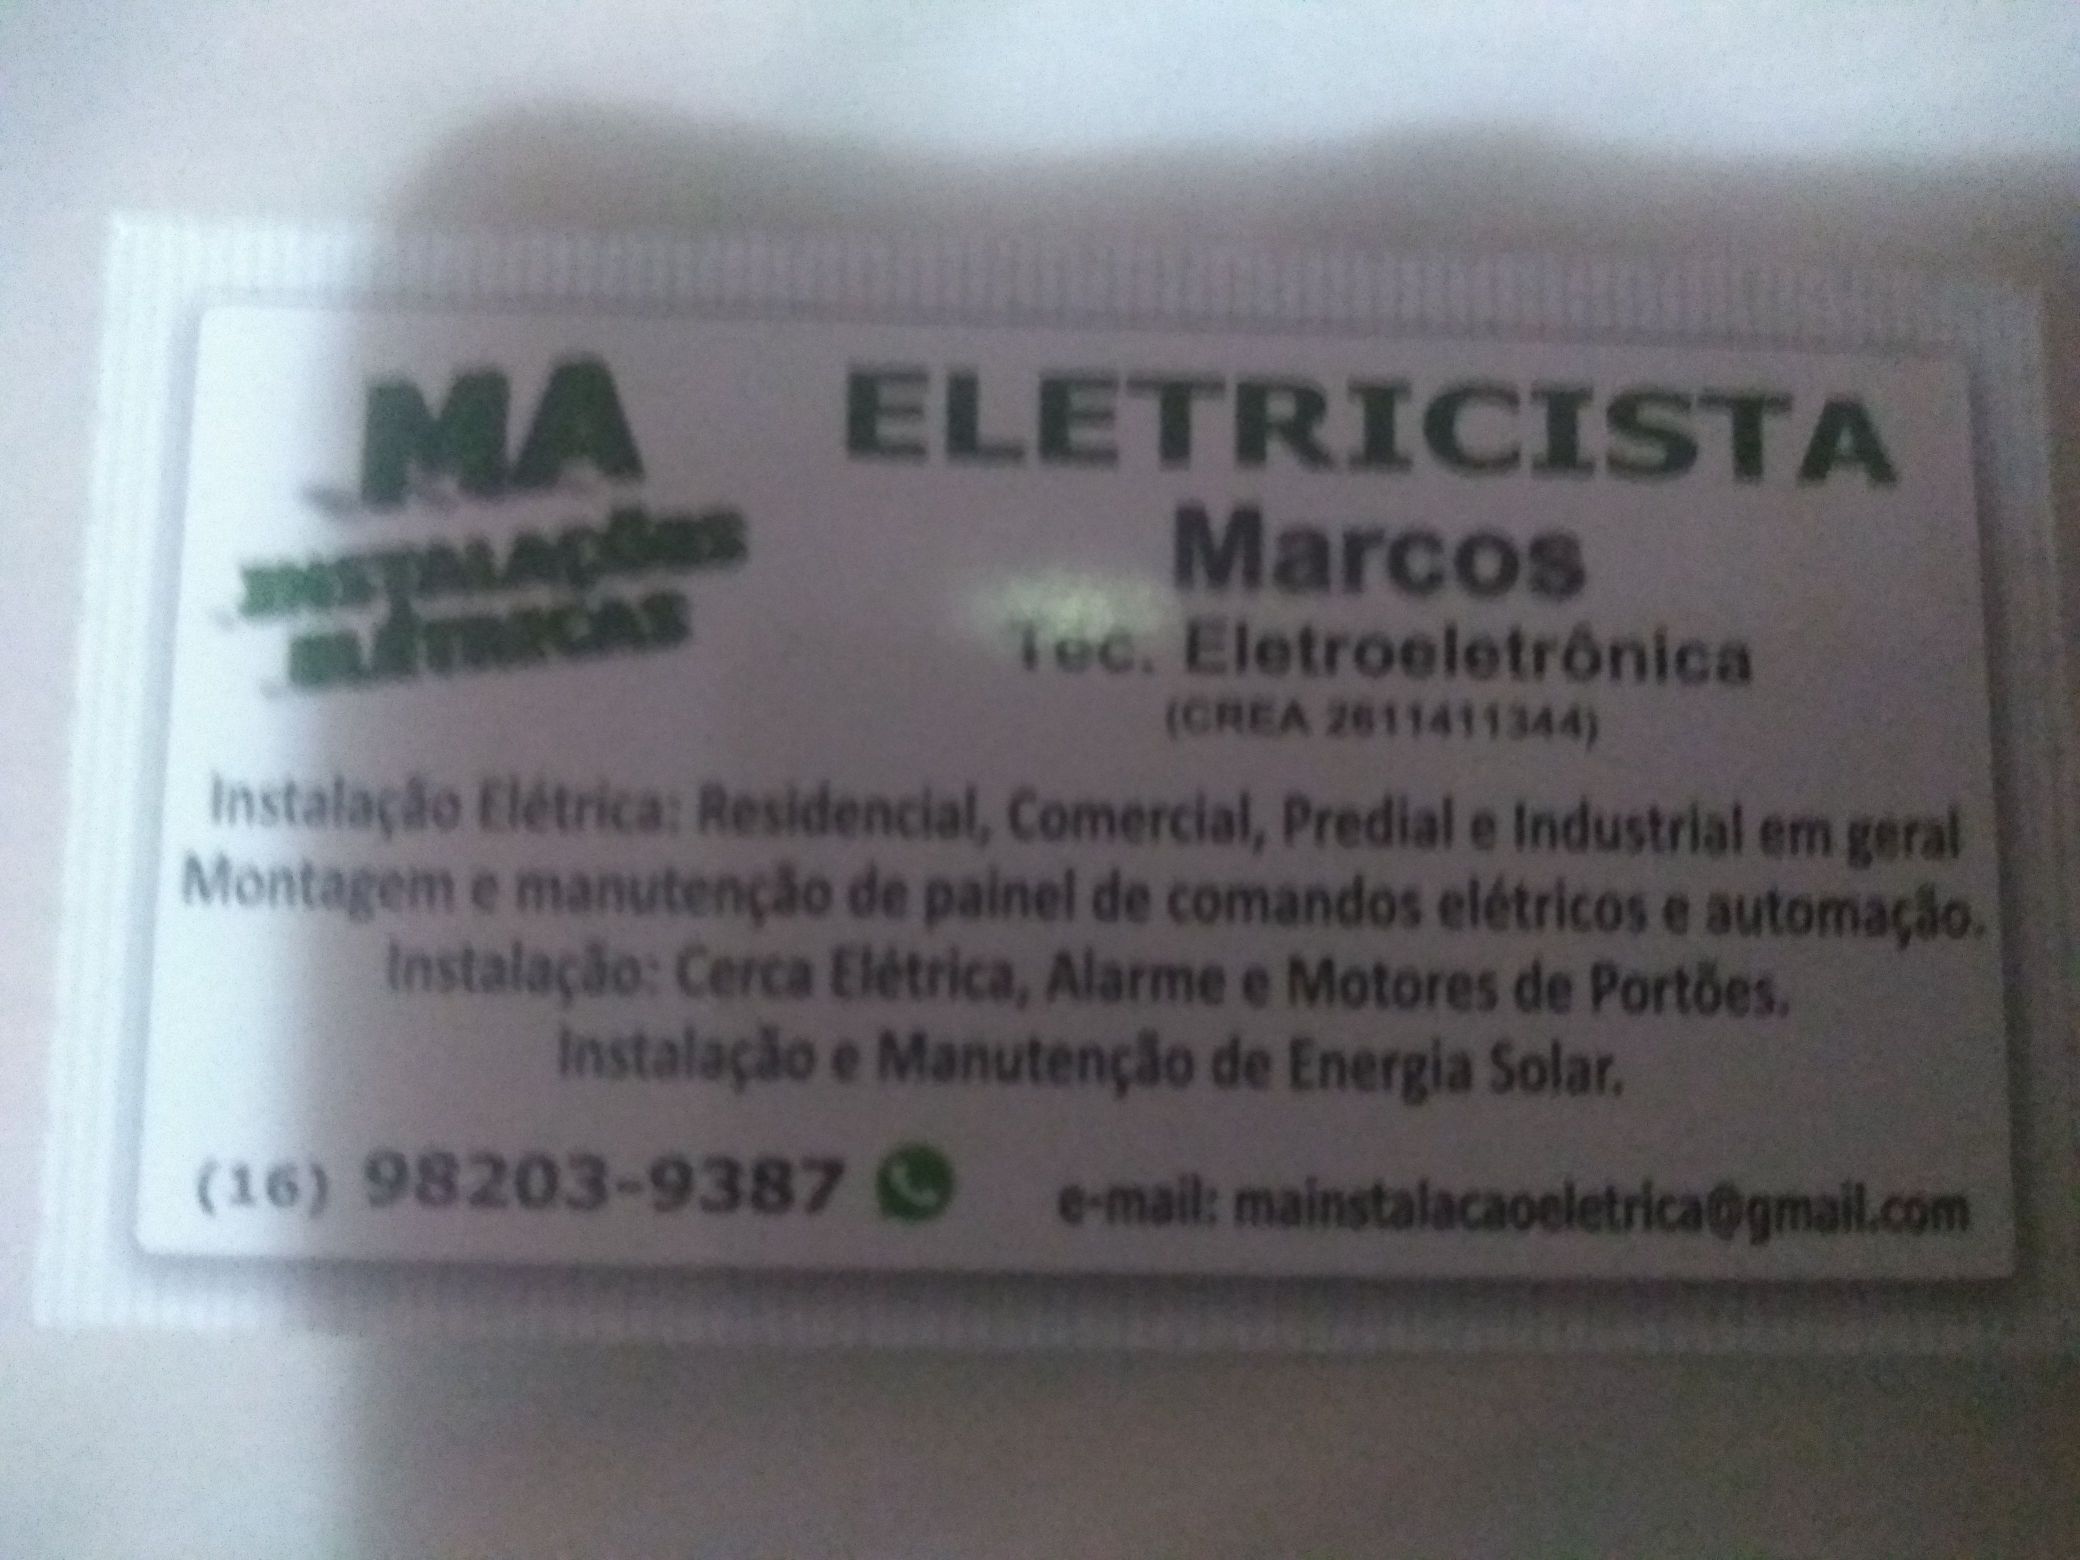 MA
INSTALAções
ELÉTRICAS
ELETRICISTA
Marcos
Tec. Eletroeletrônica
(CREA 2611411344)
Instalação Elétrica: Residencial, Comercial, Predial e Industrial em geral
Montagem e manutenção de painel de comandos elétricos e automação.
Instalação: Cerca Elétrica, Alarme e Motores de Portões.
Instalação e Manutenção de Energia Solar.
(16) 98203-9387
e-mail: mainstalacaoeletrica@gmail.com